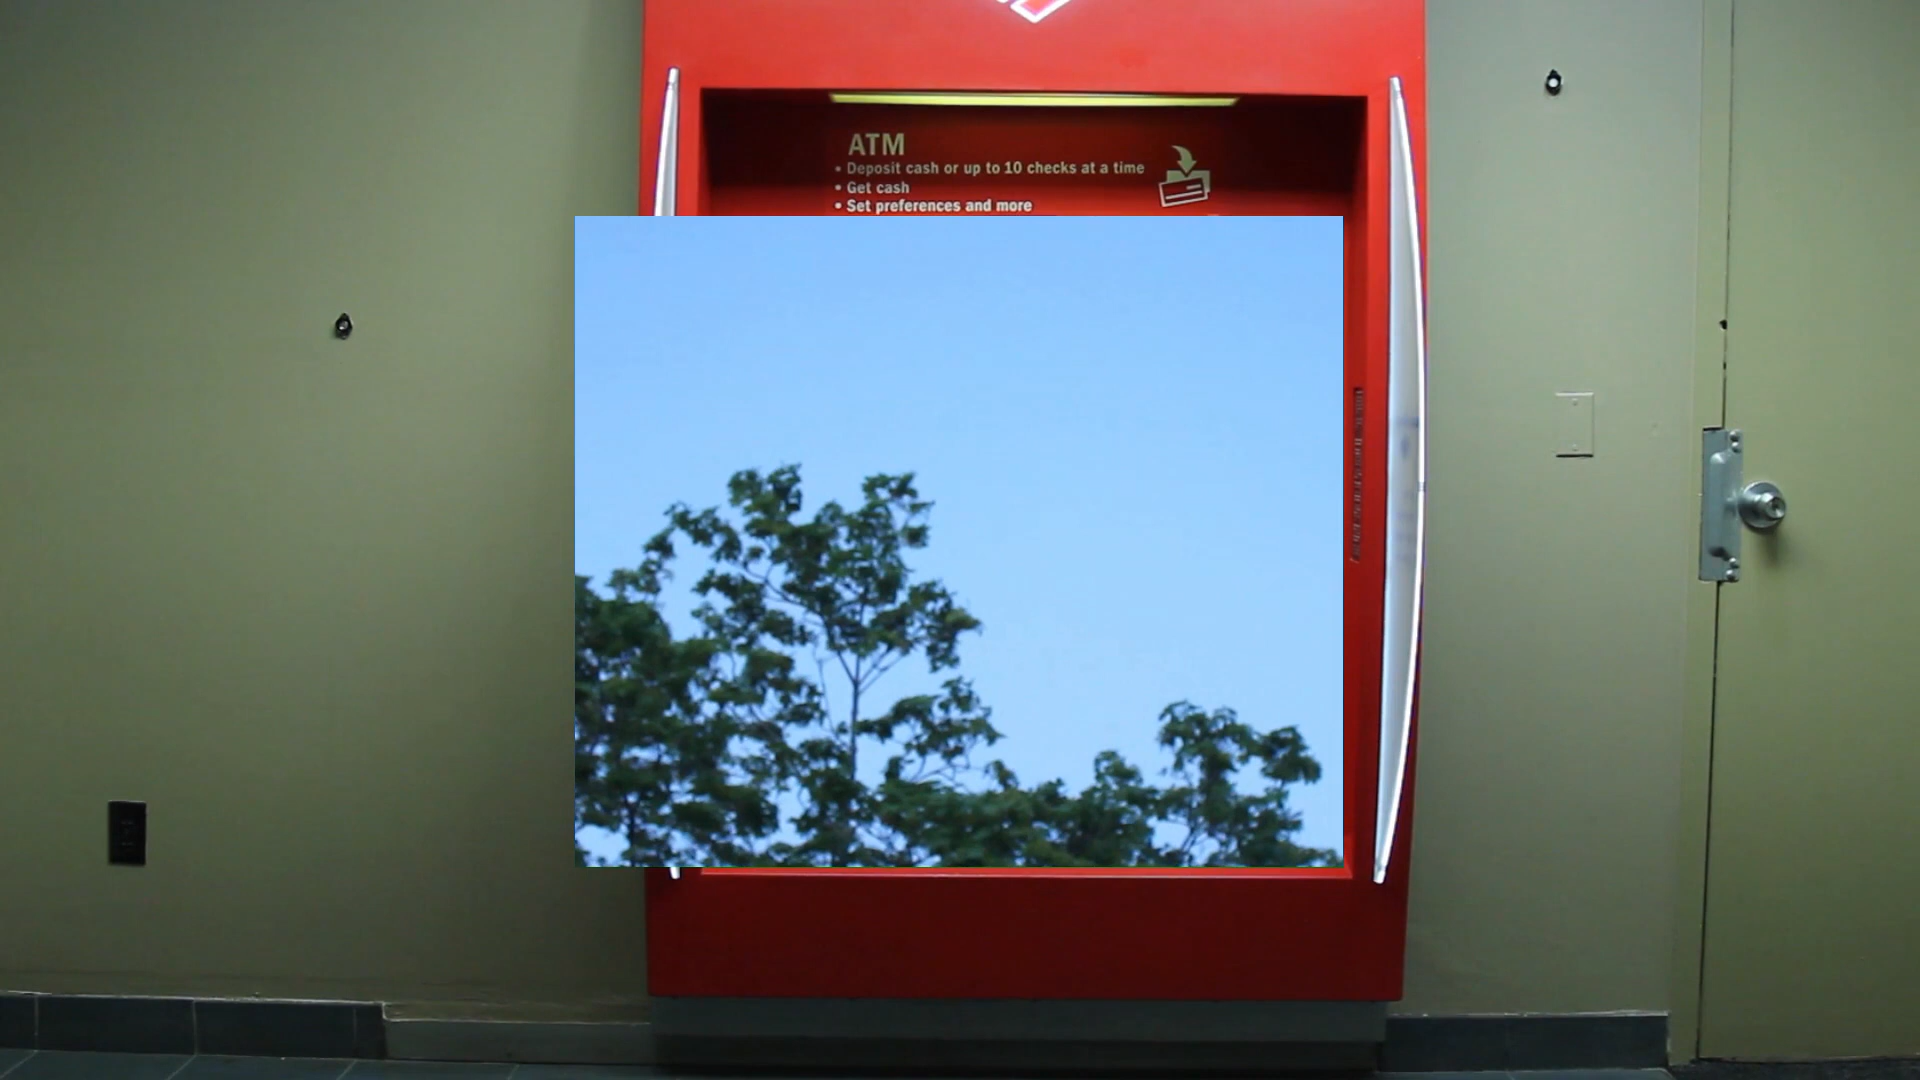 ATM
• Deposit cash or up to 10 checks at a time
• Get cash
• Set preferences and more